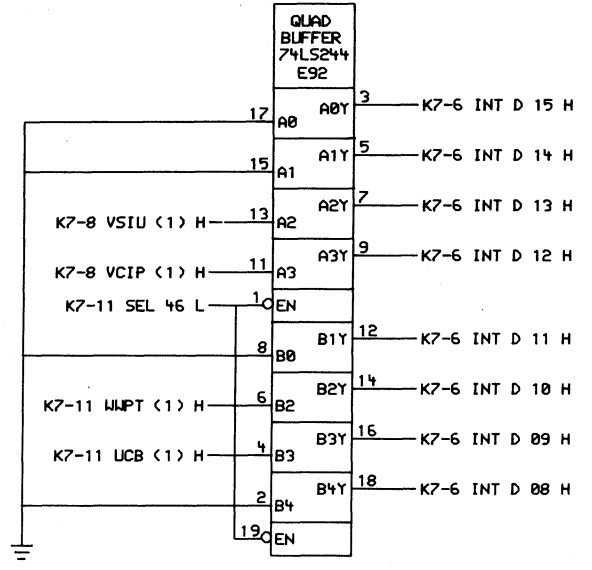 QUAD
BUFFER
74LS244
E92
17 A0 A0Y 3 K7-6 INT D 15 H
15 A1 A1Y 5 K7-6 INT D 14 H
K7-8 VSIU (1) H 13 A2 A2Y 7 K7-6 INT D 13 H
K7-8 VCIP (1) H 11 A3 A3Y 9 K7-6 INT D 12 H
K7-11 SEL 46 L 1 EN
8 B0 B1Y 12 K7-6 INT D 11 H
K7-11 WWPT (1) H 6 B2 B2Y 14 K7-6 INT D 10 H
K7-11 UCB (1) H 4 B3 B3Y 16 K7-6 INT D 09 H
2 B4 B4Y 18 K7-6 INT D 08 H
19 EN